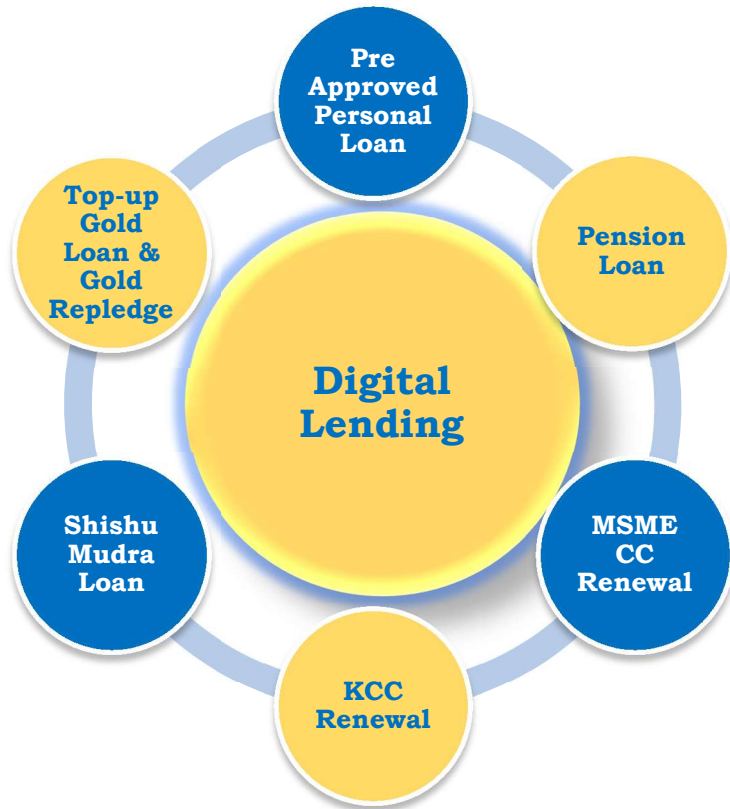 Pre
Approved
Personal
Loan
Top-up
Gold
Loan &
Gold
Repledge
Pension
Loan
Digital
Lending
Shishu
Mudra
Loan
MSME
CC
Renewal
KCC
Renewal